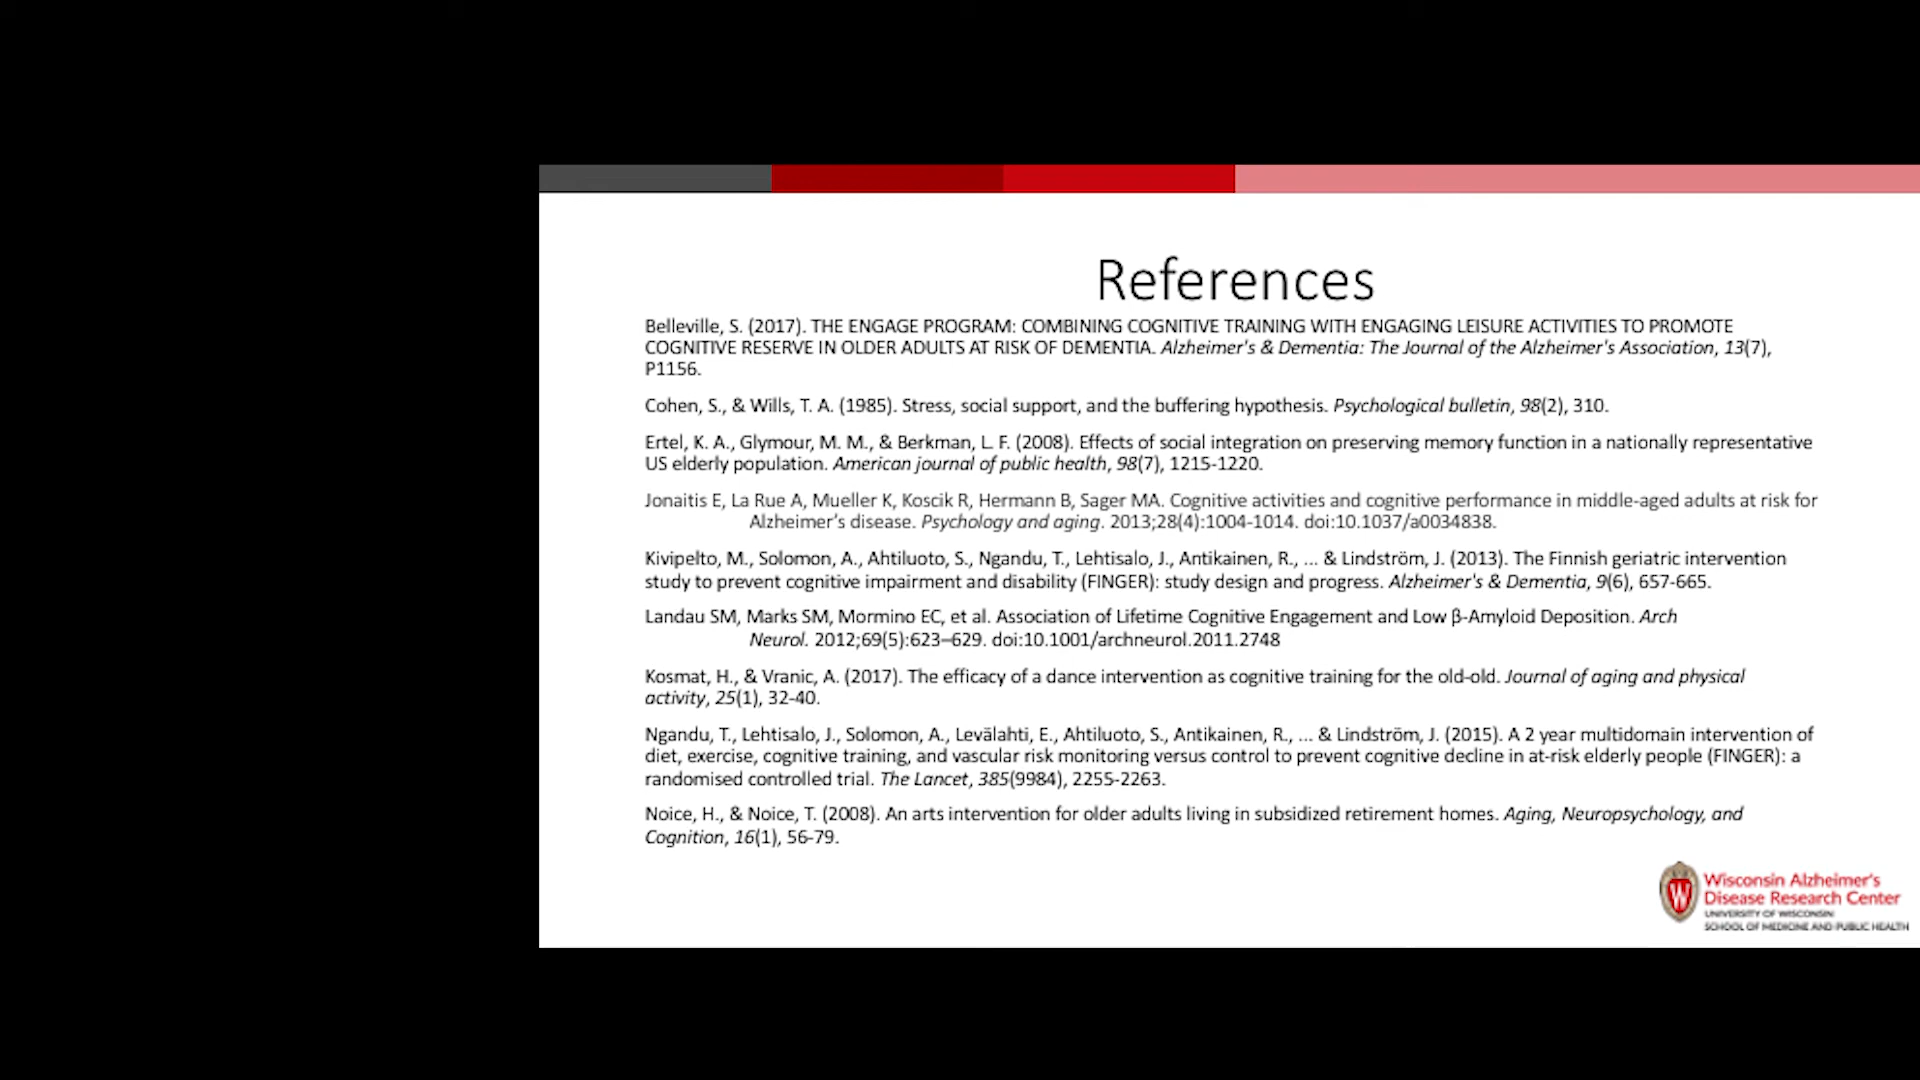 References
Belleville, S. (2017). THE ENGAGE PROGRAM: COMBINING COGNITIVE TRAINING WITH ENGAGING LEISURE ACTIVITIES TO PROMOTE
COGNITIVE RESERVE IN OLDER ADULTS AT RISK OF DEMENTIA. Alzheimer's & Dementia: The Journal of the Alzheimer's Association, 13(7),
P1156.
Cohen, S., & Wills, T. A. (1985). Stress, social support, and the buffering hypothesis. Psychological bulletin, 98(2), 310.
Ertel, K. A., Glymour, M. M., & Berkman, L. F. (2008). Effects of social integration on preserving memory function in a nationally representative
US elderly population. American journal of public health, 98(7), 1215-1220.
Jonaitis E, La Rue A, Mueller K, Koscik R, Hermann B, Sager MA. Cognitive activities and cognitive performance in middle-aged adults at risk for
Alzheimer's disease. Psychology and aging. 2013;28(4):1004-1014. doi:10.1037/a0034838.
Kivipelto, M., Solomon, A., Ahtiluoto, S., Ngandu, T., Lehtisalo, J., Antikainen, R., ... & Lindström, J. (2013). The Finnish geriatric intervention
study to prevent cognitive impairment and disability (FINGER): study design and progress. Alzheimer's & Dementia, 9(6), 657-665.
Landau SM, Marks SM, Mormino EC, et al. Association of Lifetime Cognitive Engagement and Low β-Amyloid Deposition. Arch
Neurol. 2012;69(5):623–629. doi:10.1001/archneurol.2011.2748
Kosmat, H., & Vranic, A. (2017). The efficacy of a dance intervention as cognitive training for the old-old. Journal of aging and physical
activity, 25(1), 32-40.
Ngandu, T., Lehtisalo, J., Solomon, A., Levälahti, E., Ahtiluoto, S., Antikainen, R., ... & Lindström, J. (2015). A 2 year multidomain intervention of
diet, exercise, cognitive training, and vascular risk monitoring versus control to prevent cognitive decline in at-risk elderly people (FINGER): a
randomised controlled trial. The Lancet, 385(9984), 2255-2263.
Noice, H., & Noice, T. (2008). An arts intervention for older adults living in subsidized retirement homes. Aging, Neuropsychology, and
Cognition, 16(1), 56-79.
W
Wisconsin Alzheimer's
Disease Research Center
UNIVERSITY OF WISCONSIN
SCHOOL OF MEDICINE AND PUBLIC HEALTH